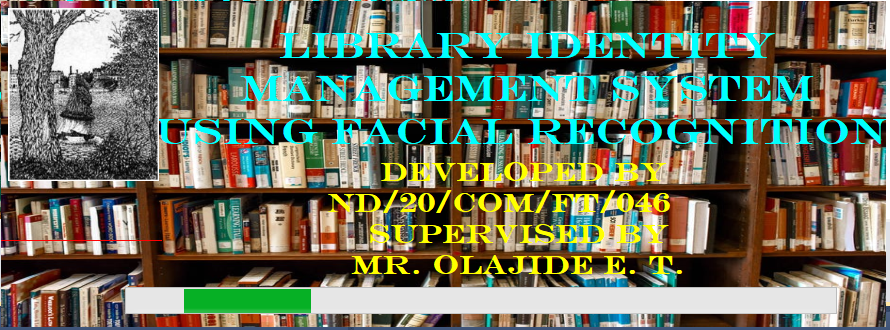 LIBRARY IDENTITY
MANAGEMENT SYSTEM
USING FACIAL RECOGNITION
DEVELOPED BY
ND/20/COM/FT/046
SUPERVISED BY
MR. OLAJIDE E. T.